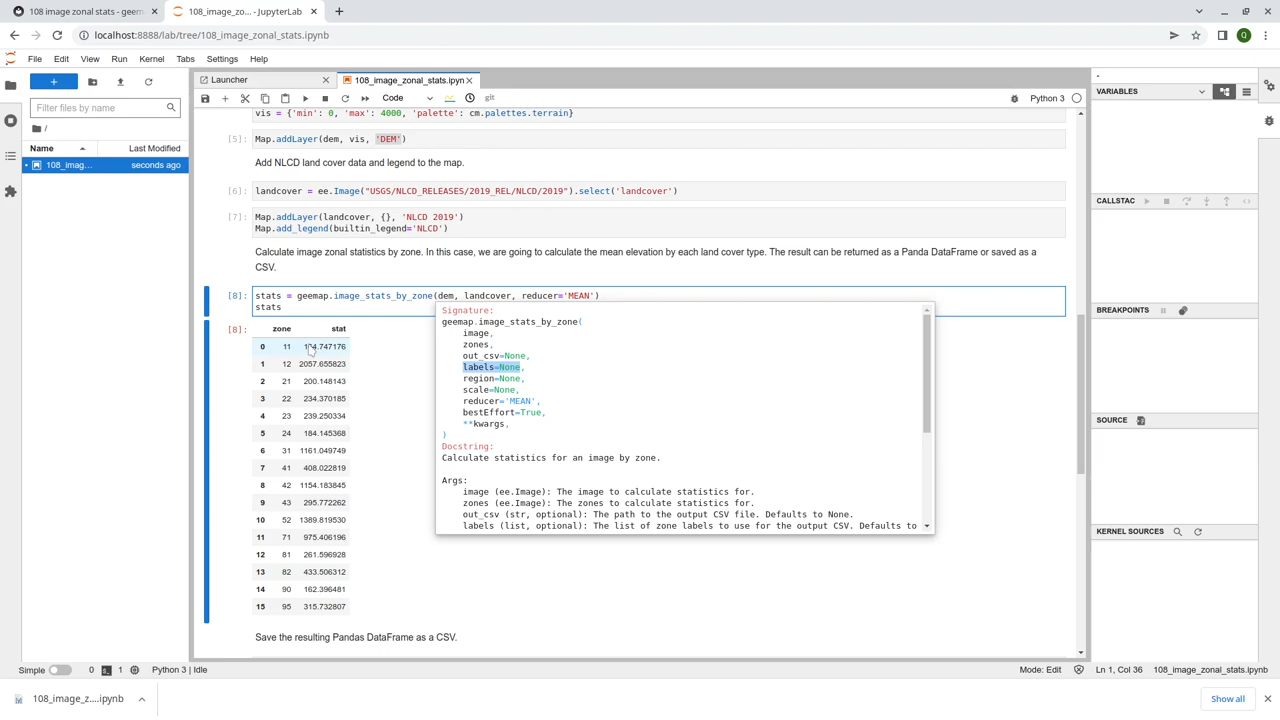 108 image zonal stats - geem
108_image_zo... - JupyterLab
localhost:8888/lab/tree/108_image_zonal_stats.ipynb
Q
File Edit View Run Kernel Tabs Settings Help
Filter files by name
/
Name Last Modified
108_imag... seconds ago
Launcher
108_image_zonal_stats.ipyn
Code
git
Python 3
vis = {'min': 0, 'max': 4000, 'palette': cm.palettes.terrain}
[5]: Map.addLayer(dem, vis, 'DEM')
Add NLCD land cover data and legend to the map.
[6]: landcover = ee.Image("USGS/NLCD_RELEASES/2019_REL/NLCD/2019").select('landcover')
[7]: Map.addLayer(landcover, {}, 'NLCD 2019')
Map.add_legend(builtin_legend='NLCD')
Calculate image zonal statistics by zone. In this case, we are going to calculate the mean elevation by each land cover type. The result can be returned as a Panda DataFrame or saved as a
CSV.
[8]: stats = geemap.image_stats_by_zone(dem, landcover, reducer='MEAN')
stats
[8]: zone stat
0 11 .747176
1 12 2057.655823
2 21 200.148143
3 22 234.370185
4 23 239.250334
5 24 184.145368
6 31 1161.049749
7 41 408.022819
8 42 1154.183845
9 43 295.772262
10 52 1389.819530
11 71 975.406196
12 81 261.596928
13 82 433.506312
14 90 162.396481
15 95 315.732807
Signature:
geemap.image_stats_by_zone(
image,
zones,
out_csv=None,
labels=None,
region=None,
scale=None,
reducer='MEAN',
bestEffort=True,
**kwargs,
)
Docstring:
Calculate statistics for an image by zone.
Args:
image (ee.Image): The image to calculate statistics for.
zones (ee.Image): The zones to calculate statistics for.
out_csv (str, optional): The path to the output CSV file. Defaults to None.
labels (list, optional): The list of zone labels to use for the output CSV. Defaults to
Save the resulting Pandas DataFrame as a CSV.
VARIABLES
CALLSTAC
BREAKPOINTS
SOURCE
KERNEL SOURCES
Simple 0 1 Python 3 | Idle
Mode: Edit Ln 1, Col 36 108_image_zonal_stats.ipynb
108_image_z....ipynb
Show all